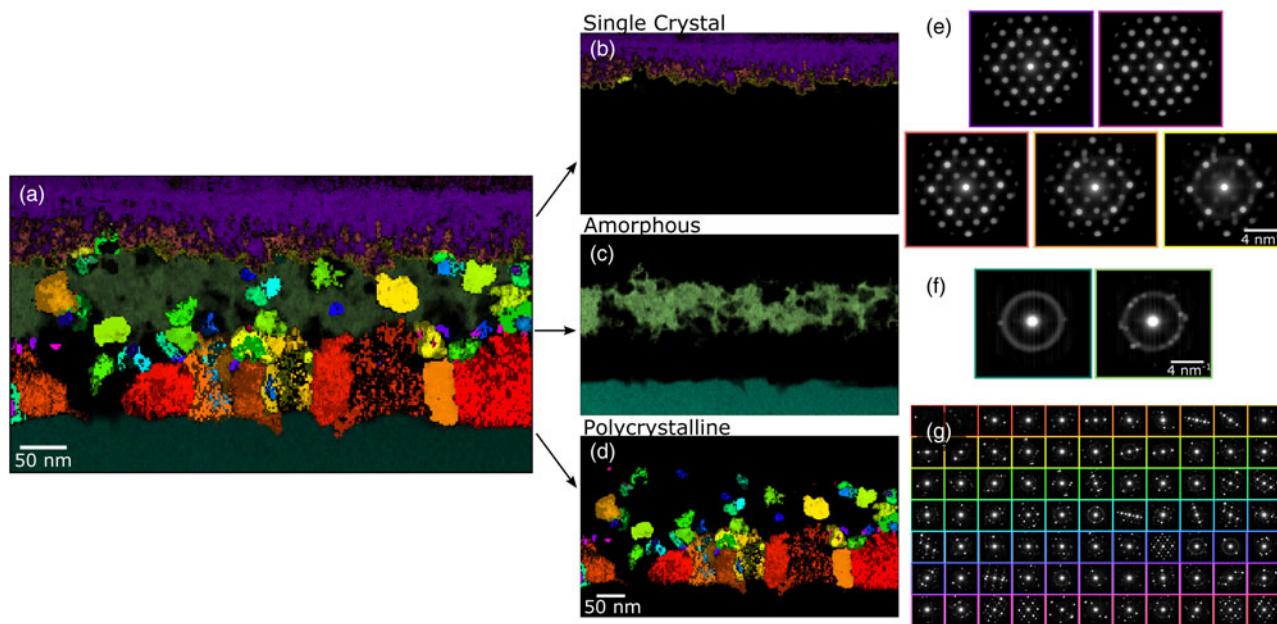 (a)
50 nm
Single Crystal
(b)
Amorphous
(c)
Polycrystalline
(d)
50 nm
(e)
4 nm
(f)
4 nm⁻¹
(g)